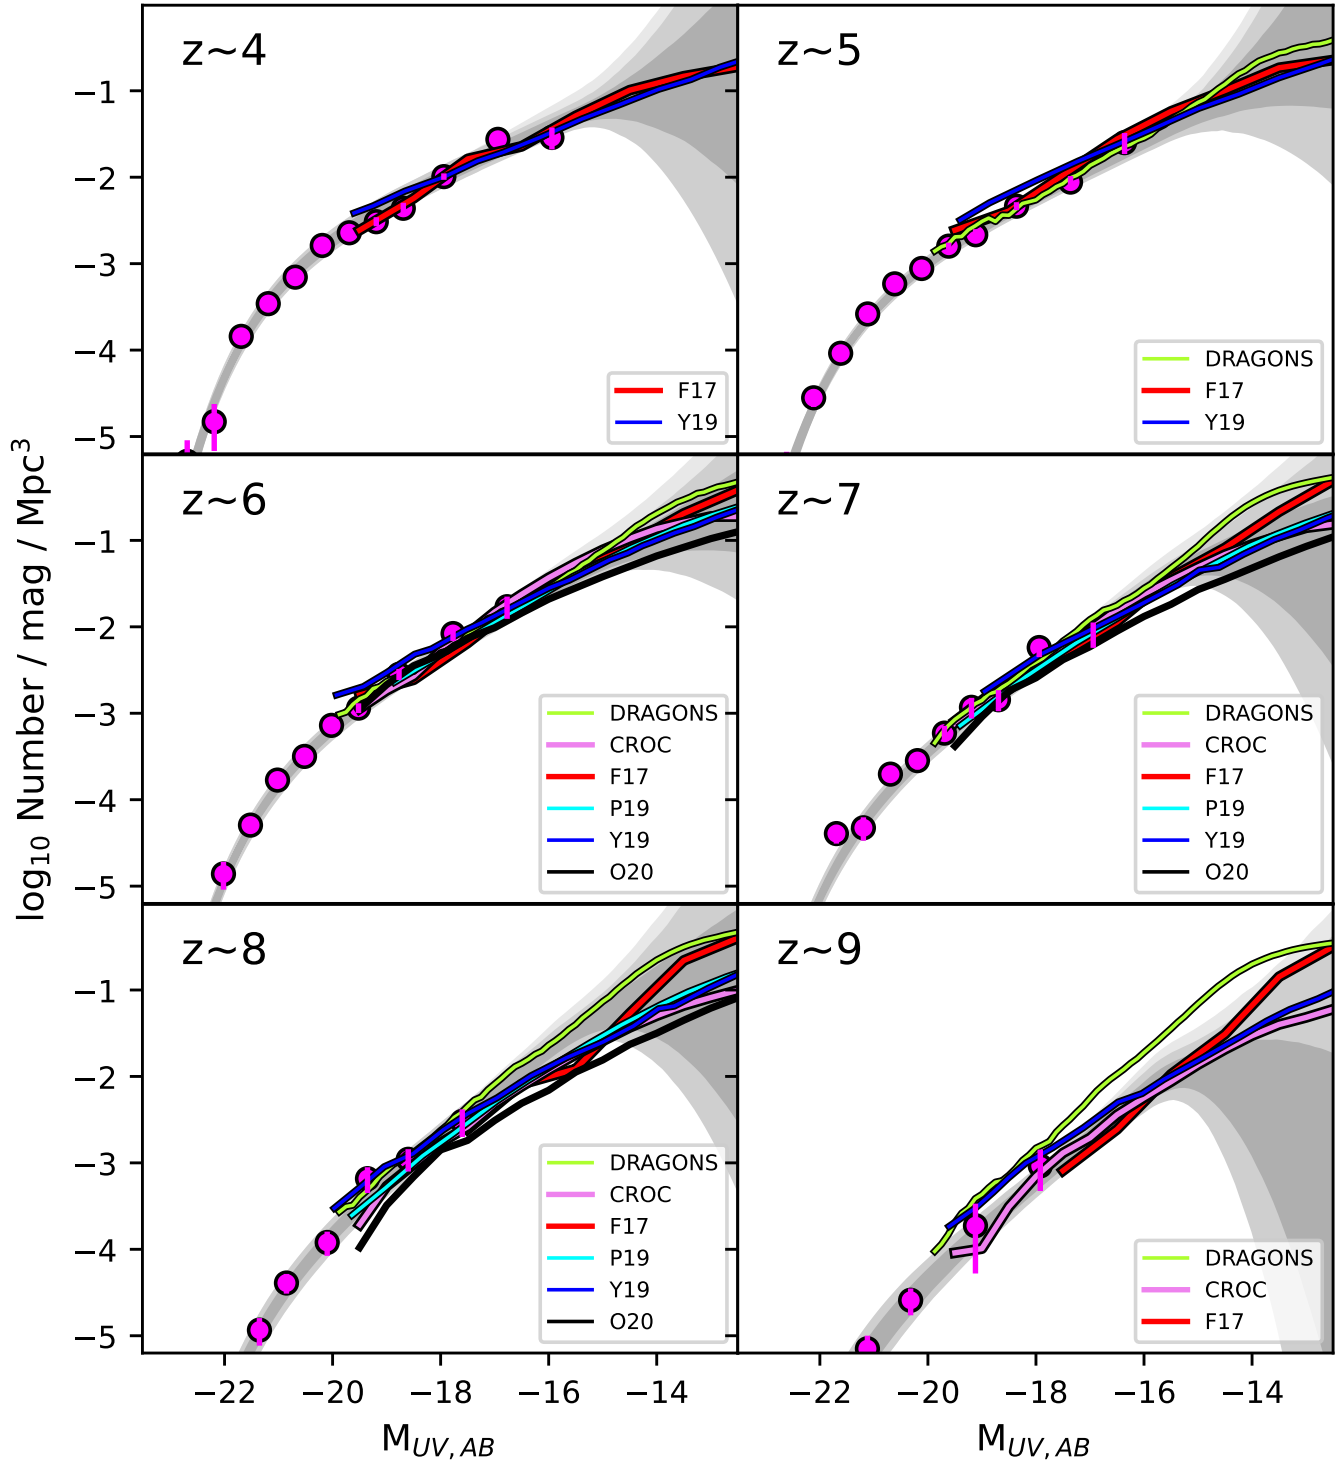 z~4
−1
−2
−3
−4
−5
F17
Y19
z~5
DRAGONS
F17
Y19
log10 Number / mag / Mpc3
z~6
−1
−2
−3
−4
−5
DRAGONS
CROC
F17
P19
Y19
O20
z~7
DRAGONS
CROC
F17
P19
Y19
O20
z~8
−1
−2
−3
−4
−5
DRAGONS
CROC
F17
P19
Y19
O20
−22 −20 −18 −16 −14
MUV, AB
z~9
DRAGONS
CROC
F17
−22 −20 −18 −16 −14
MUV, AB